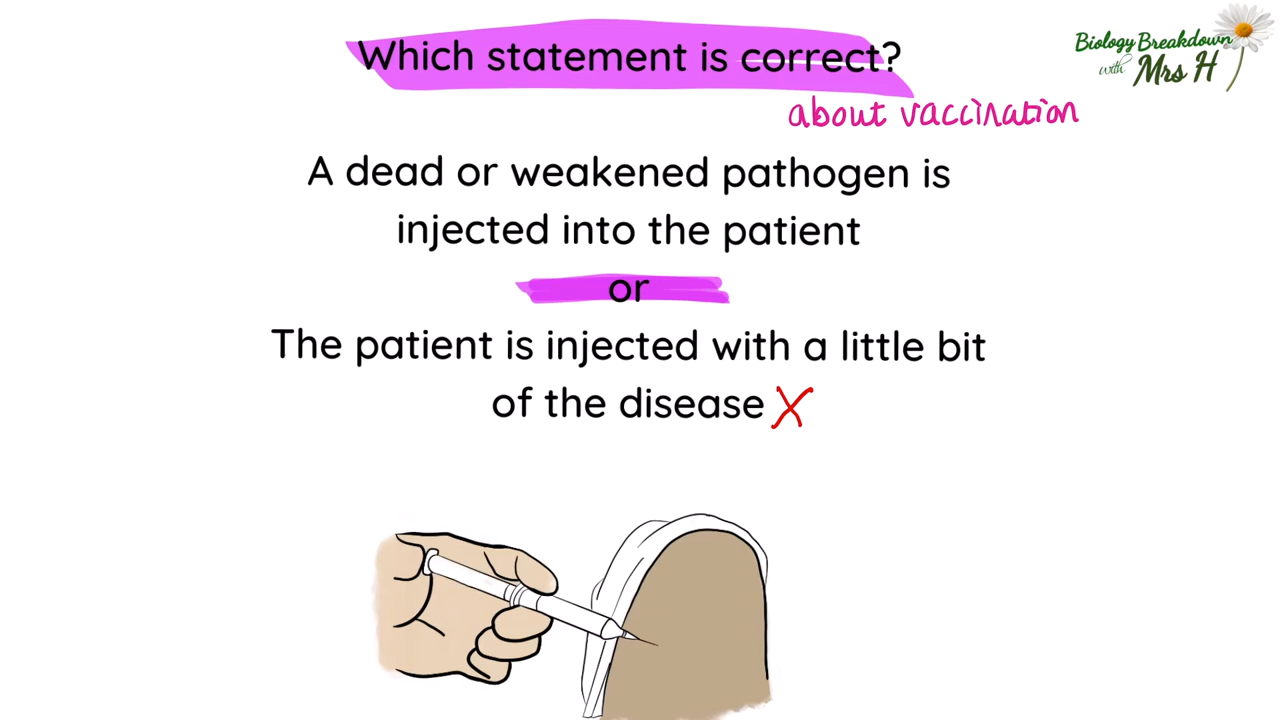 Which statement is correct?
Biology Breakdown
with Mrs H
about vaccination
A dead or weakened pathogen is
injected into the patient
or
The patient is injected with a little bit
of the disease X